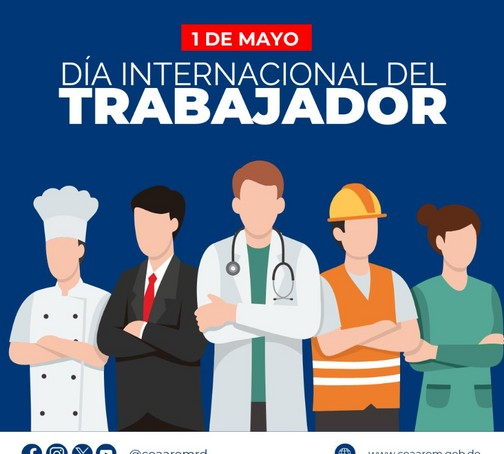 1 DE MAYO
DÍA INTERNACIONAL DEL
TRABAJADOR